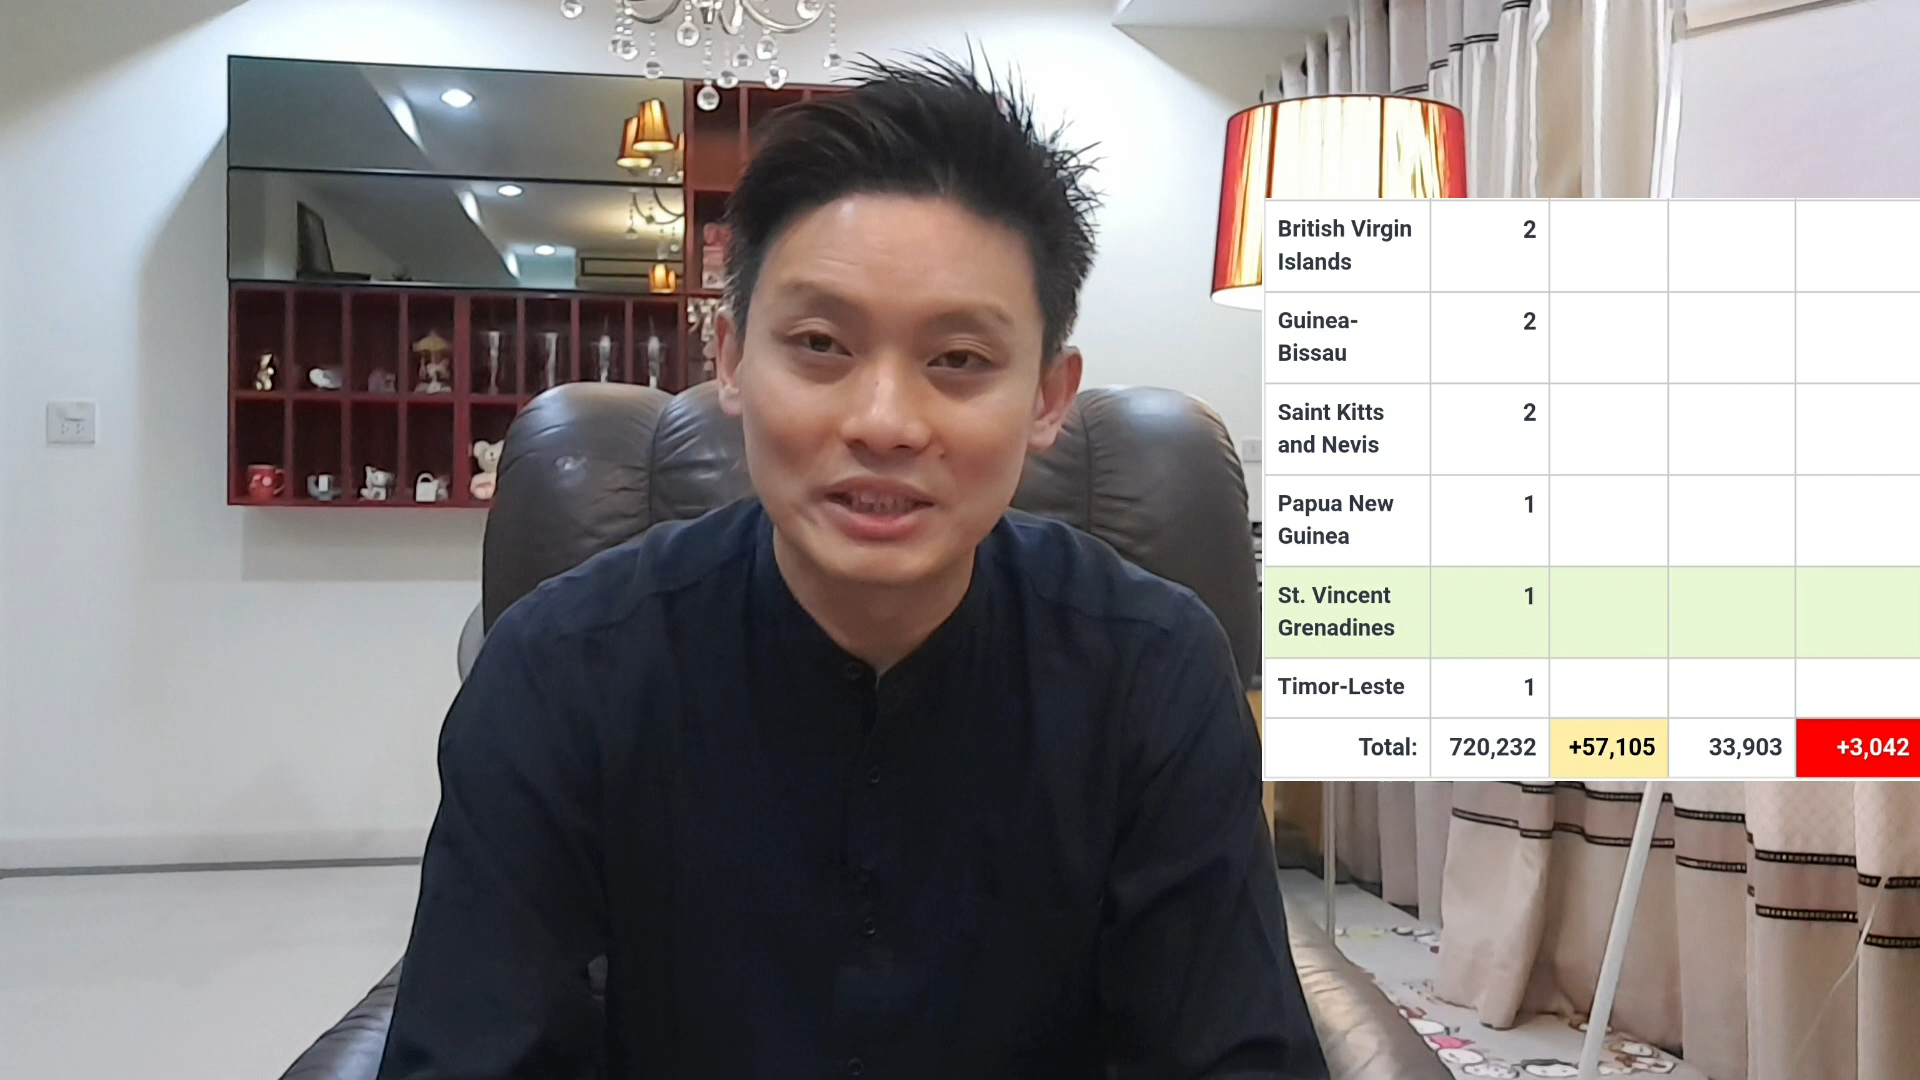 British Virgin 2
Islands
Guinea- 2
Bissau
Saint Kitts 2
and Nevis
Papua New 1
Guinea
St. Vincent 1
Grenadines
Timor-Leste 1
Total: 720,232 +57,105 33,903 +3,042